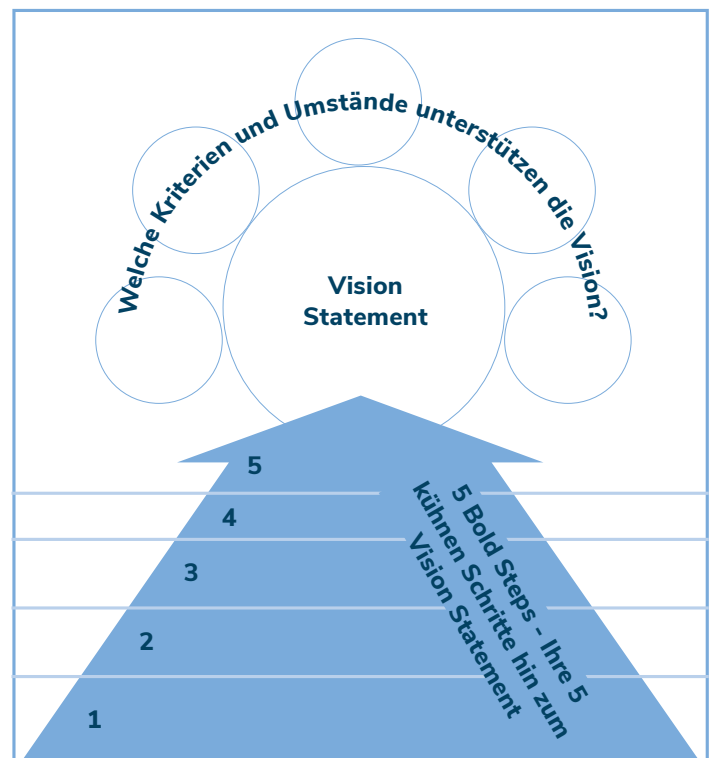 Welche Kriterien und Umstände unterstützen die Vision?
Vision
Statement
5
4
3
2
1
5 Bold Steps - Ihre 5
kühnen Schritte hin zum
Vision Statement